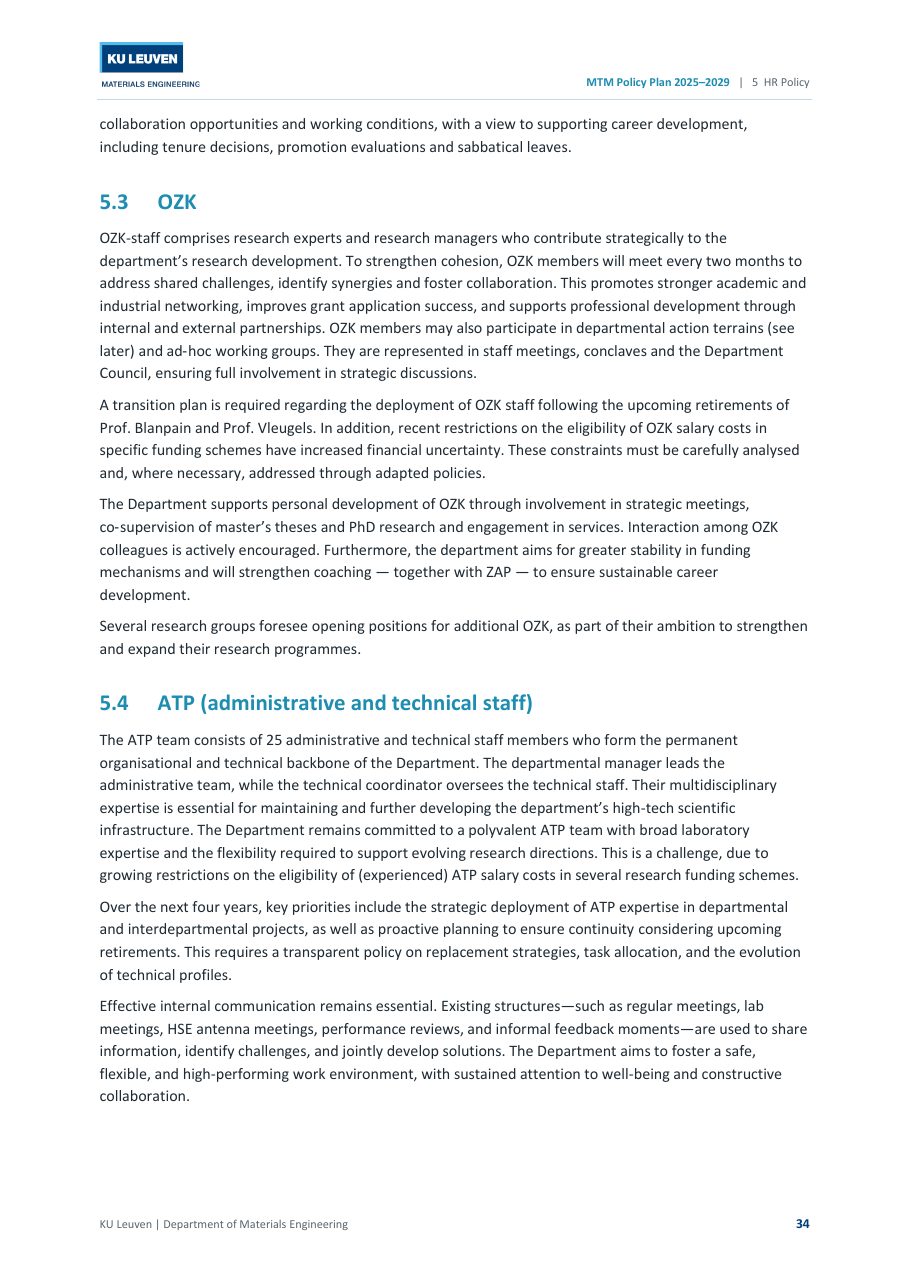 KU LEUVEN
MATERIALS ENGINEERING
MTM Policy Plan 2025–2029 | 5 HR Policy
collaboration opportunities and working conditions, with a view to supporting career development,
including tenure decisions, promotion evaluations and sabbatical leaves.
5.3 OZK
OZK-staff comprises research experts and research managers who contribute strategically to the
department’s research development. To strengthen cohesion, OZK members will meet every two months to
address shared challenges, identify synergies and foster collaboration. This promotes stronger academic and
industrial networking, improves grant application success, and supports professional development through
internal and external partnerships. OZK members may also participate in departmental action terrains (see
later) and ad-hoc working groups. They are represented in staff meetings, conclaves and the Department
Council, ensuring full involvement in strategic discussions.
A transition plan is required regarding the deployment of OZK staff following the upcoming retirements of
Prof. Blanpain and Prof. Vleugels. In addition, recent restrictions on the eligibility of OZK salary costs in
specific funding schemes have increased financial uncertainty. These constraints must be carefully analysed
and, where necessary, addressed through adapted policies.
The Department supports personal development of OZK through involvement in strategic meetings,
co-supervision of master’s theses and PhD research and engagement in services. Interaction among OZK
colleagues is actively encouraged. Furthermore, the department aims for greater stability in funding
mechanisms and will strengthen coaching — together with ZAP — to ensure sustainable career
development.
Several research groups foresee opening positions for additional OZK, as part of their ambition to strengthen
and expand their research programmes.
5.4 ATP (administrative and technical staff)
The ATP team consists of 25 administrative and technical staff members who form the permanent
organisational and technical backbone of the Department. The departmental manager leads the
administrative team, while the technical coordinator oversees the technical staff. Their multidisciplinary
expertise is essential for maintaining and further developing the department’s high-tech scientific
infrastructure. The Department remains committed to a polyvalent ATP team with broad laboratory
expertise and the flexibility required to support evolving research directions. This is a challenge, due to
growing restrictions on the eligibility of (experienced) ATP salary costs in several research funding schemes.
Over the next four years, key priorities include the strategic deployment of ATP expertise in departmental
and interdepartmental projects, as well as proactive planning to ensure continuity considering upcoming
retirements. This requires a transparent policy on replacement strategies, task allocation, and the evolution
of technical profiles.
Effective internal communication remains essential. Existing structures—such as regular meetings, lab
meetings, HSE antenna meetings, performance reviews, and informal feedback moments—are used to share
information, identify challenges, and jointly develop solutions. The Department aims to foster a safe,
flexible, and high-performing work environment, with sustained attention to well-being and constructive
collaboration.
KU Leuven | Department of Materials Engineering
34